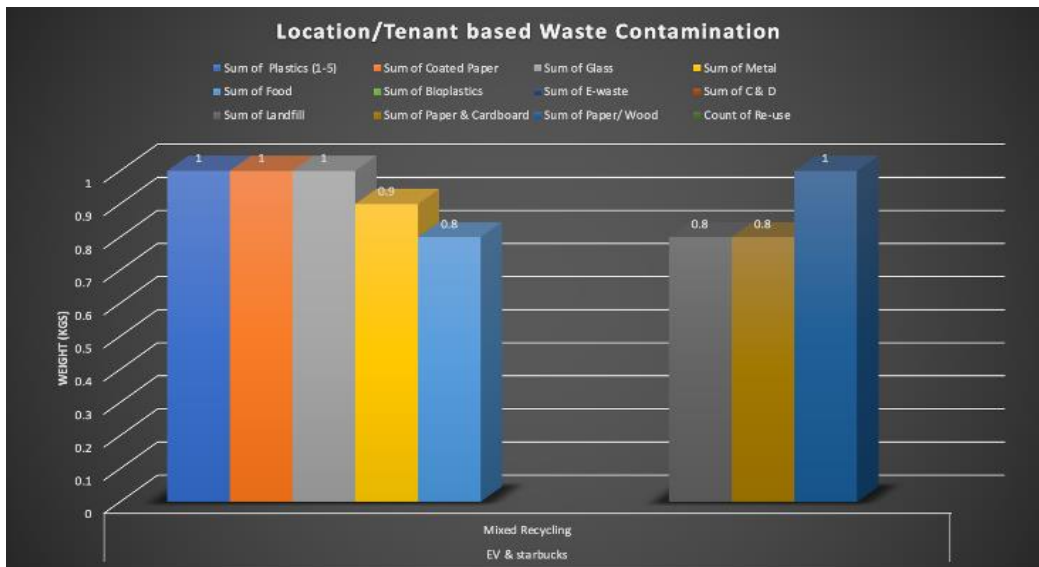 Location/Tenant based Waste Contamination
Sum of Plastics (1-5) Sum of Coated Paper Sum of Glass Sum of Metal
Sum of Food Sum of Bioplastics Sum of E-waste Sum of C & D
Sum of Landfill Sum of Paper & Cardboard Sum of Paper/ Wood Count of Re-use
1 1 1 1
0.9
0.8 0.8 0.8
WEIGHT (KGS)
1
0.9
0.8
0.7
0.6
0.5
0.4
0.3
0.2
0.1
0
Mixed Recycling
EV & starbucks